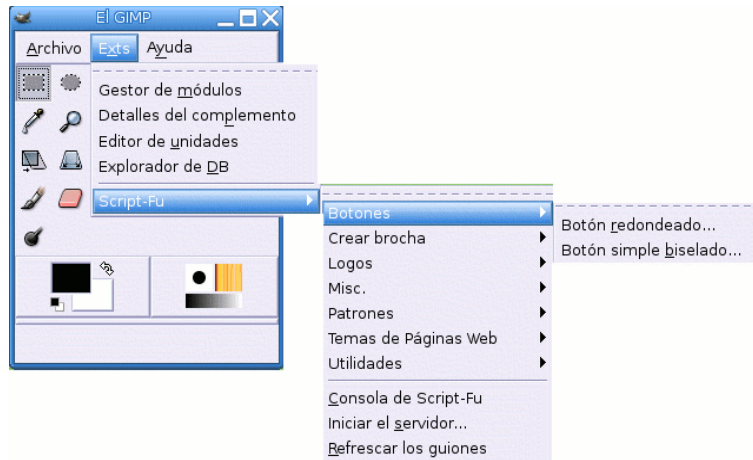 El GIMP
Archivo Exts Ayuda
Gestor de módulos
Detalles del complemento
Editor de unidades
Explorador de DB
Script-Fu
Botones
Crear brocha
Logos
Misc.
Patrones
Temas de Páginas Web
Utilidades
Consola de Script-Fu
Iniciar el servidor...
Refrescar los guiones
Botón redondeado...
Botón simple biselado...